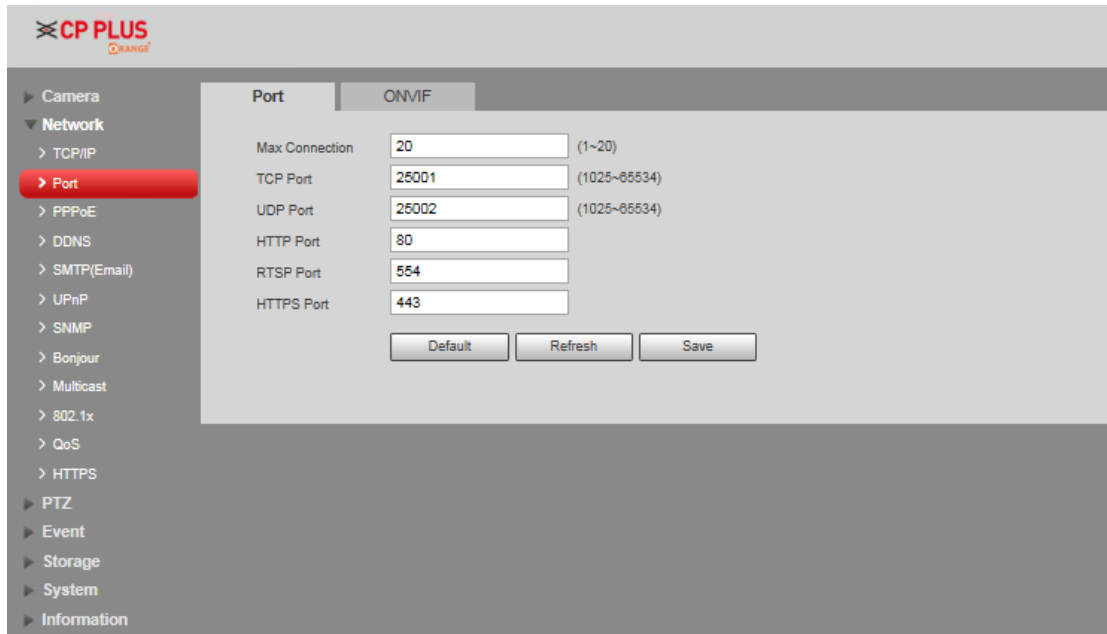 CP PLUS
ORANGE
Camera
Network
> TCP/IP
> Port
> PPPoE
> DDNS
> SMTP(Email)
> UPnP
> SNMP
> Bonjour
> Multicast
> 802.1x
> QoS
> HTTPS
PTZ
Event
Storage
System
Information
Port ONVIF
Max Connection 20 (1~20)
TCP Port 25001 (1025~65534)
UDP Port 25002 (1025~65534)
HTTP Port 80
RTSP Port 554
HTTPS Port 443
Default Refresh Save